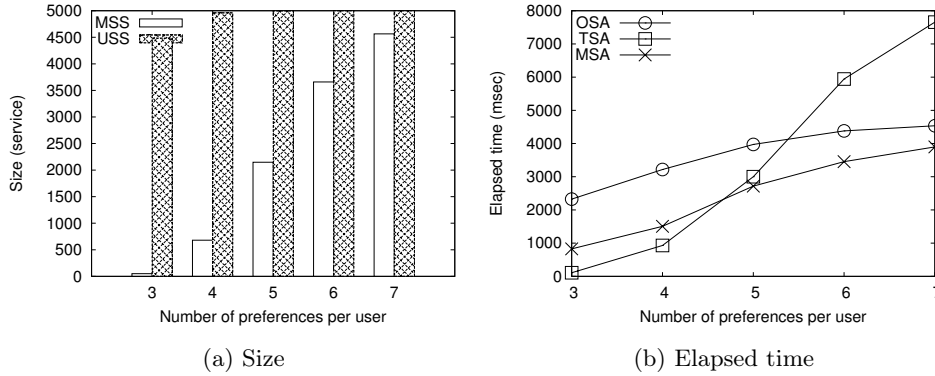 MSS
USS
5000
4500
4000
3500
3000
2500
2000
1500
1000
500
0
Size (service)
3 4 5 6 7
Number of preferences per user
(a) Size
OSA
TSA
MSA
8000
7000
6000
5000
4000
3000
2000
1000
0
Elapsed time (msec)
3 4 5 6 7
Number of preferences per user
(b) Elapsed time